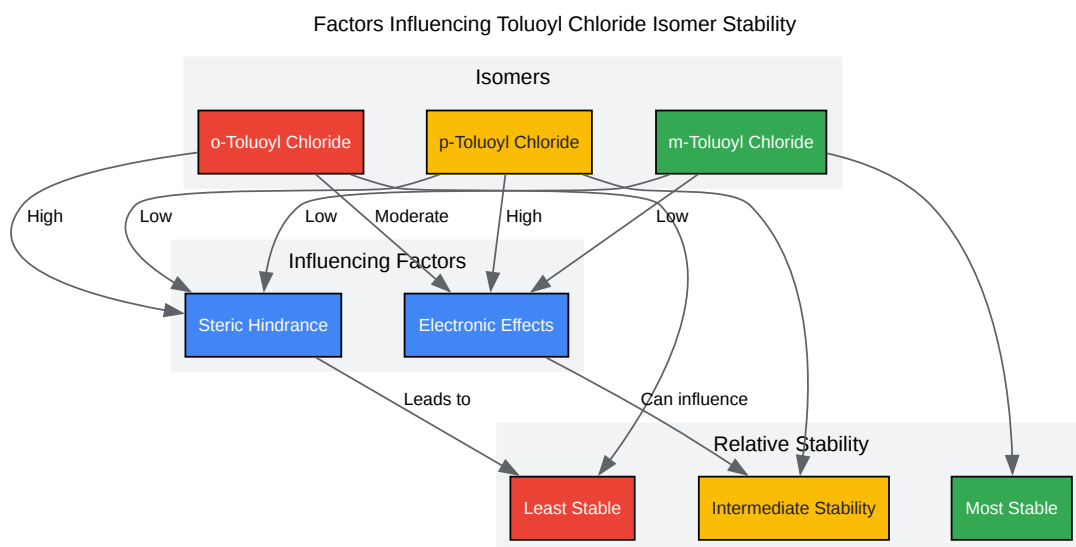 Factors Influencing Toluoyl Chloride Isomer Stability
Isomers
o-Toluoyl Chloride
p-Toluoyl Chloride
m-Toluoyl Chloride
High
Low
Low
Moderate
High
Low
Influencing Factors
Steric Hindrance
Electronic Effects
Leads to
Can influence
Relative Stability
Least Stable
Intermediate Stability
Most Stable